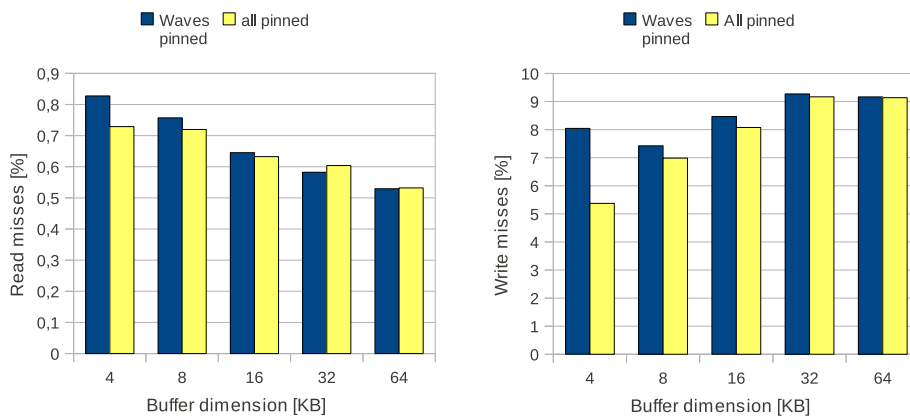 Waves pinned
all pinned
0,9
0,8
0,7
0,6
0,5
0,4
0,3
0,2
0,1
0
Read misses [%]
4 8 16 32 64
Buffer dimension [KB]
Waves pinned
All pinned
10
9
8
7
6
5
4
3
2
1
0
Write misses [%]
4 8 16 32 64
Buffer dimension [KB]